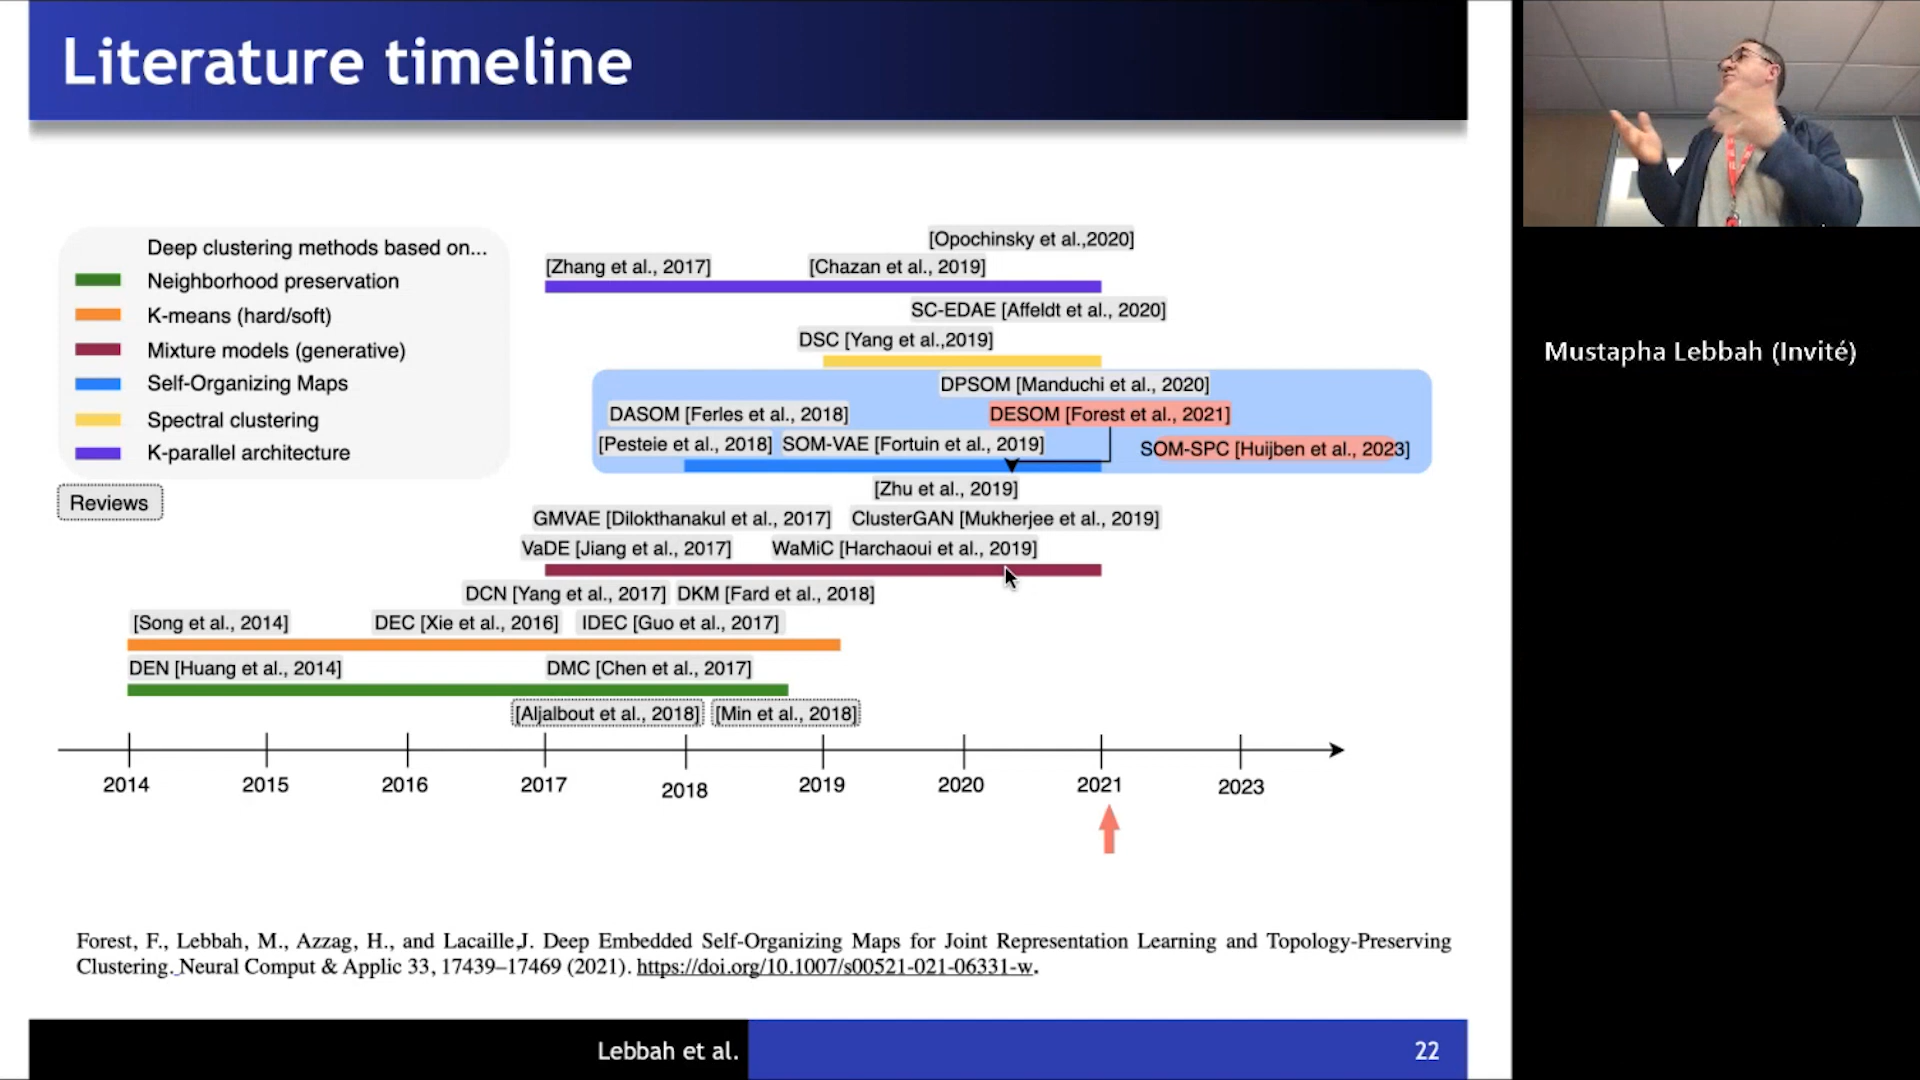 Literature timeline
Deep clustering methods based on...
Neighborhood preservation
K-means (hard/soft)
Mixture models (generative)
Self-Organizing Maps
Spectral clustering
K-parallel architecture
Reviews
[Opochinsky et al.,2020]
[Zhang et al., 2017] [Chazan et al., 2019]
SC-EDAE [Affeldt et al., 2020]
DSC [Yang et al.,2019]
DPSOM [Manduchi et al., 2020]
DASOM [Ferles et al., 2018] DESOM [Forest et al., 2021]
[Pesteie et al., 2018] SOM-VAE [Fortuin et al., 2019] SOM-SPC [Huijben et al., 2023]
[Zhu et al., 2019]
GMVAE [Dilokthanakul et al., 2017] ClusterGAN [Mukherjee et al., 2019]
VaDE [Jiang et al., 2017] WaMiC [Harchaoui et al., 2019]
DCN [Yang et al., 2017] DKM [Fard et al., 2018]
[Song et al., 2014] DEC [Xie et al., 2016] IDEC [Guo et al., 2017]
DEN [Huang et al., 2014] DMC [Chen et al., 2017]
[Aljalbout et al., 2018] [Min et al., 2018]
2014 2015 2016 2017 2018 2019 2020 2021 2023
Forest, F., Lebbah, M., Azzag, H., and Lacaille,J. Deep Embedded Self-Organizing Maps for Joint Representation Learning and Topology-Preserving
Clustering. Neural Comput & Applic 33, 17439–17469 (2021). https://doi.org/10.1007/s00521-021-06331-w.
Lebbah et al. 22
Mustapha Lebbah (Invité)